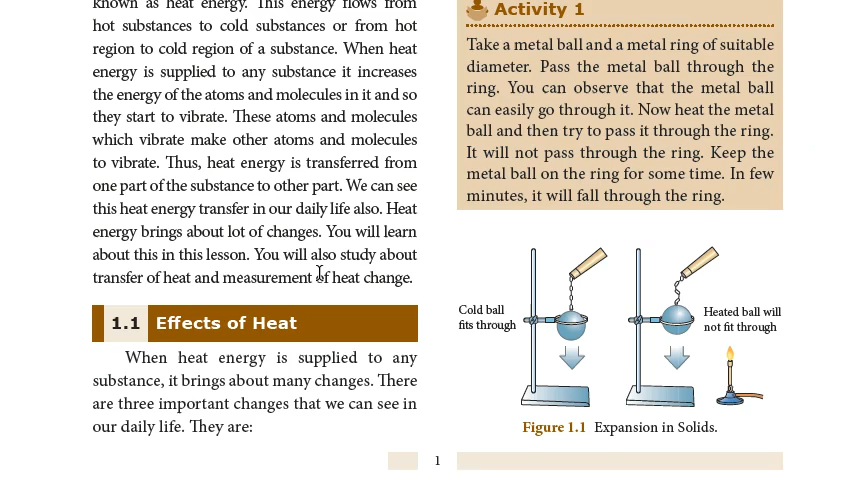 known as heat energy. This energy flows from
hot substances to cold substances or from hot
region to cold region of a substance. When heat
energy is supplied to any substance it increases
the energy of the atoms and molecules in it and so
they start to vibrate. These atoms and molecules
which vibrate make other atoms and molecules
to vibrate. Thus, heat energy is transferred from
one part of the substance to other part. We can see
this heat energy transfer in our daily life also. Heat
energy brings about lot of changes. You will learn
about this in this lesson. You will also study about
transfer of heat and measurement of heat change.
1.1 Effects of Heat
When heat energy is supplied to any
substance, it brings about many changes. There
are three important changes that we can see in
our daily life. They are:
Activity 1
Take a metal ball and a metal ring of suitable
diameter. Pass the metal ball through the
ring. You can observe that the metal ball
can easily go through it. Now heat the metal
ball and then try to pass it through the ring.
It will not pass through the ring. Keep the
metal ball on the ring for some time. In few
minutes, it will fall through the ring.
Cold ball
fits through
Heated ball will
not fit through
Figure 1.1 Expansion in Solids.
1